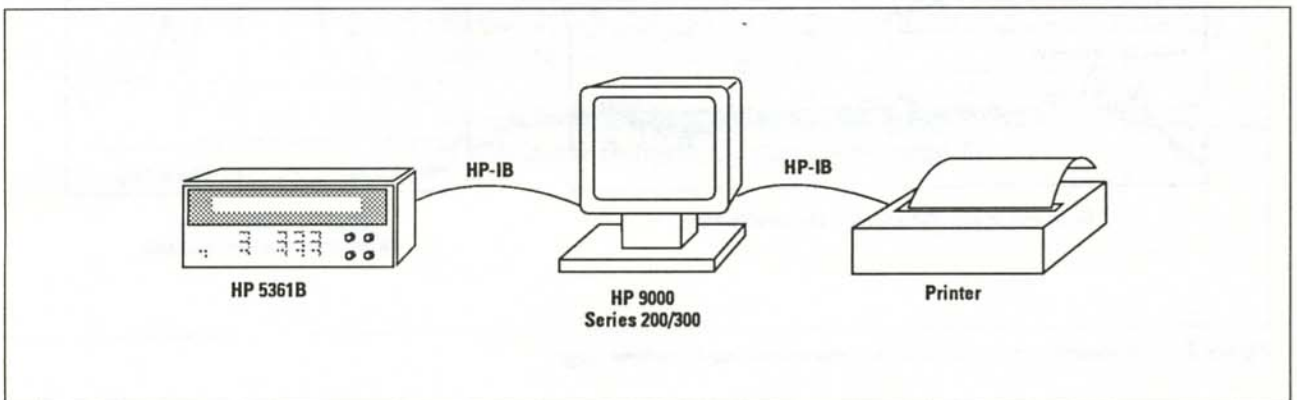 HP-IB
HP-IB
HP 5361B
HP 9000
Series 200/300
Printer